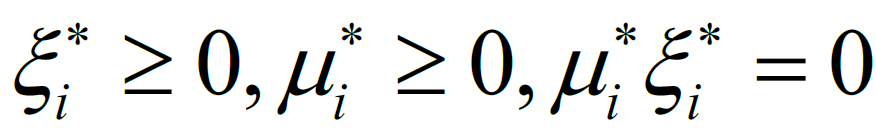 ξ_i^* ≥ 0, μ_i^* ≥ 0, μ_i^* ξ_i^* = 0